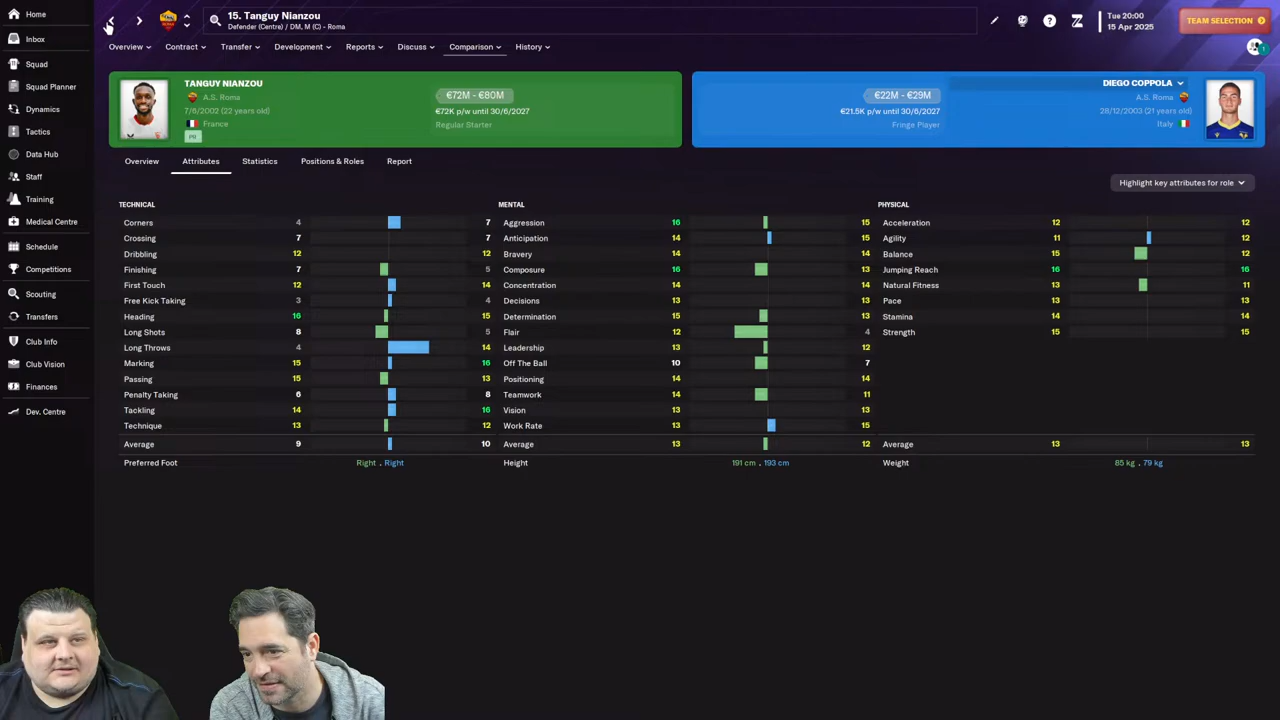 Home
Inbox
Squad
Squad Planner
Dynamics
Tactics
Data Hub
Staff
Training
Medical Centre
Schedule
Competitions
Scouting
Transfers
Club Info
Club Vision
Finances
Dev. Centre
15. Tanguy Nianzou
Defender (Centre) / DM, M (C) - Roma
Tue 20:00
15 Apr 2025
TEAM SELECTION
1
Overview Contract Transfer Development Reports Discuss Comparison History
TANGUY NIANZOU
A.S. Roma
7/6/2002 (22 years old)
France
PR
€72M - €80M
€72K p/w until 30/6/2027
Regular Starter
€22M - €29M
€21.5K p/w until 30/6/2027
Fringe Player
DIEGO COPPOLA
A.S. Roma
28/12/2003 (21 years old)
Italy
Overview Attributes Statistics Positions & Roles Report
Highlight key attributes for role
TECHNICAL
Corners 4 7
Crossing 7 7
Dribbling 12 12
Finishing 7 5
First Touch 12 14
Free Kick Taking 3 4
Heading 16 15
Long Shots 8 5
Long Throws 4 14
Marking 15 16
Passing 15 13
Penalty Taking 6 8
Tackling 14 16
Technique 13 12
Average 9 10
Preferred Foot Right . Right
MENTAL
Aggression 16 15
Anticipation 14 15
Bravery 14 14
Composure 16 13
Concentration 14 14
Decisions 13 13
Determination 15 13
Flair 12 4
Leadership 13 12
Off The Ball 10 7
Positioning 14 14
Teamwork 14 11
Vision 13 13
Work Rate 13 15
Average 13 12
Height 191 cm . 193 cm
PHYSICAL
Acceleration 12 12
Agility 11 12
Balance 15 12
Jumping Reach 16 16
Natural Fitness 13 11
Pace 13 13
Stamina 14 14
Strength 15 15
Average 13 13
Weight 85 kg . 79 kg